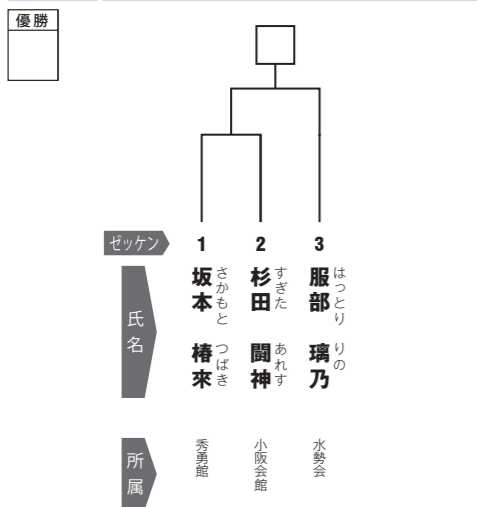 優勝
ゼッケン
1
2
3
氏名
坂本 椿來
さかもと つばき
杉田 闘神
すぎた あれす
服部 璃乃
はっとり りの
所属
秀勇館
小阪会館
水勢会